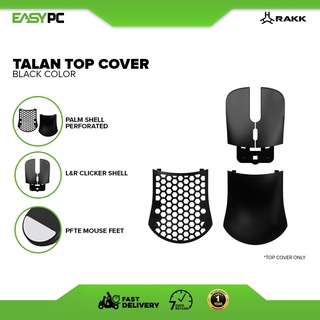 EASYPC
RAKK
TALAN TOP COVER
BLACK COLOR
PALM SHELL
PERFORATED
L&R CLICKER SHELL
PFTE MOUSE FEET
*TOP COVER ONLY
FAST
DELIVERY
1